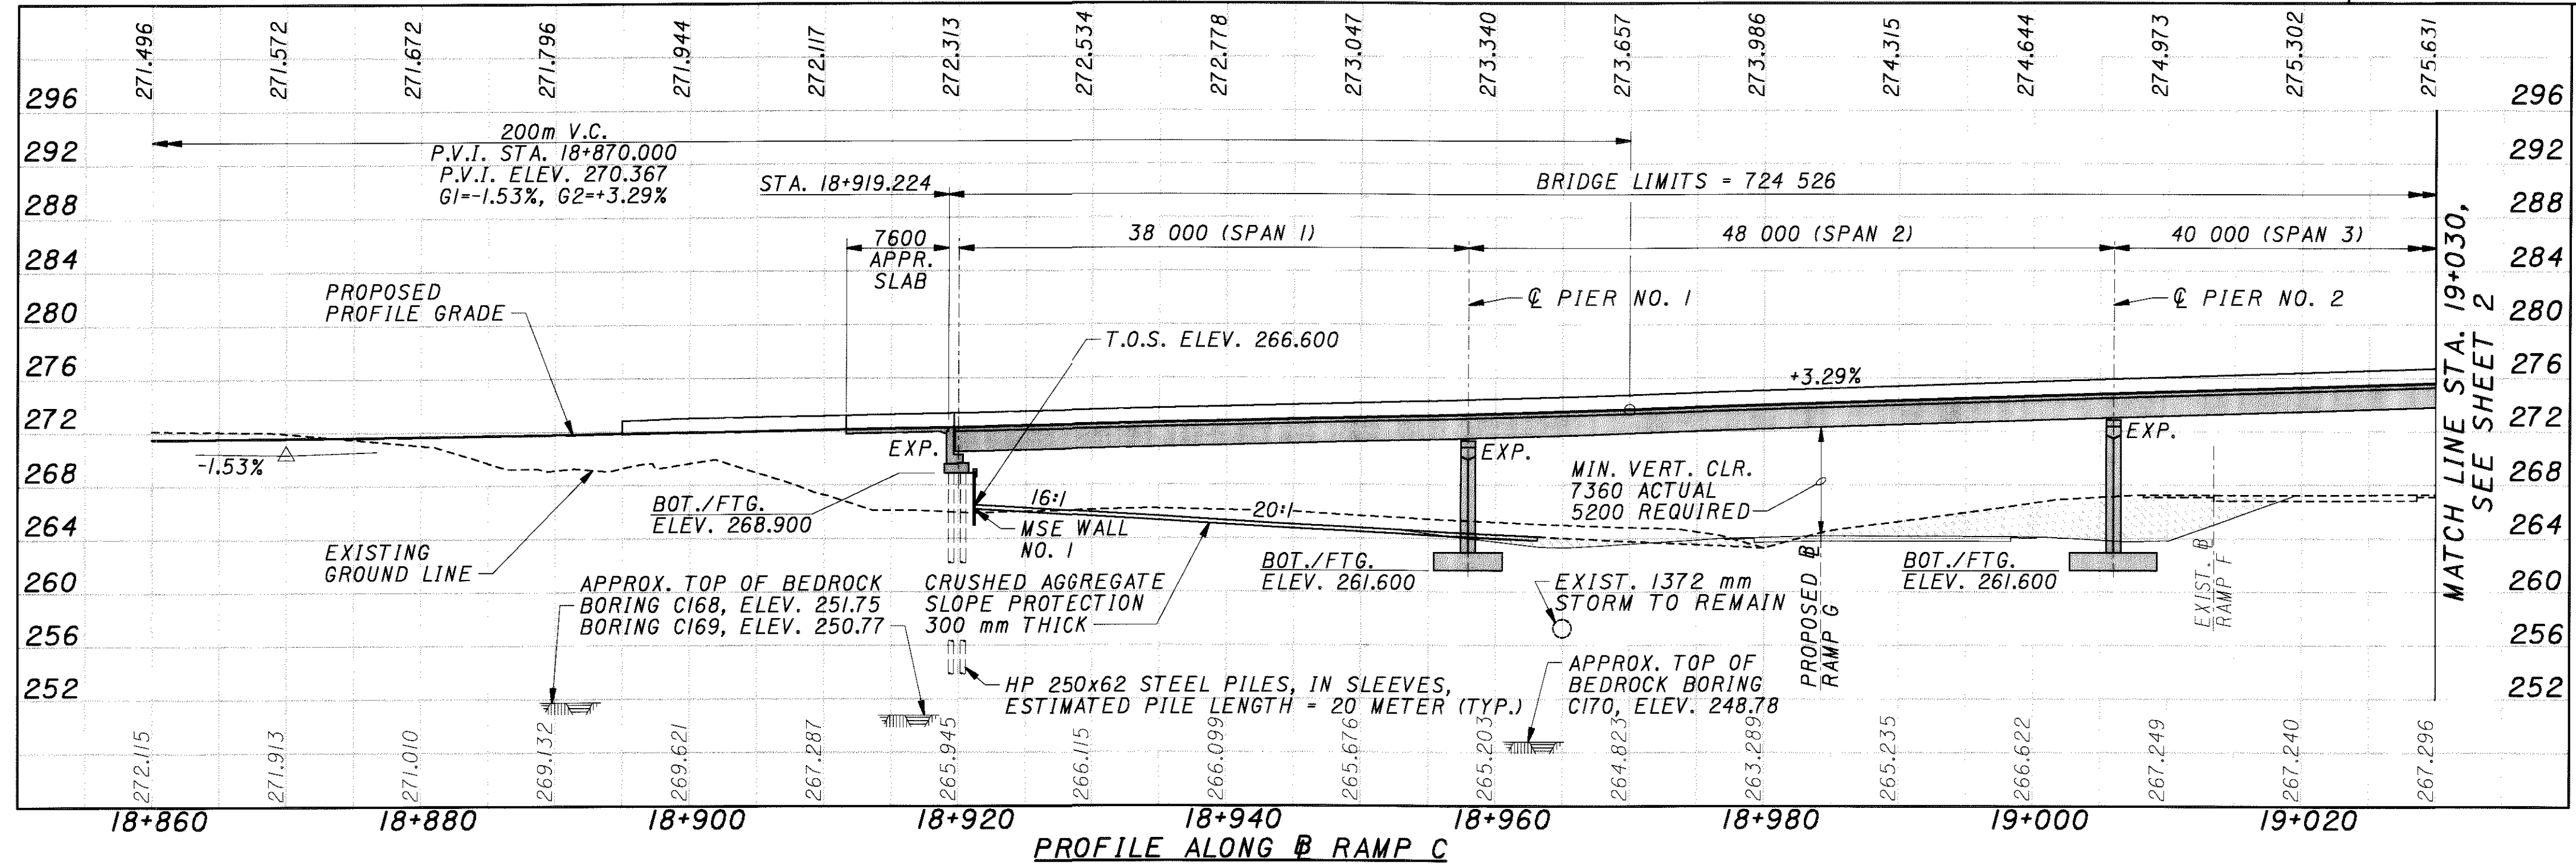 271.496 271.572 271.672 271.796 271.944 272.117 272.313 272.534 272.778 273.047 273.340 273.657 273.986 274.315 274.644 274.973 275.302 275.631
296 296
200m V.C.
P.V.I. STA. 18+870.000
P.V.I. ELEV. 270.367
G1=-1.53%, G2=+3.29%
292 292
STA. 18+919.224
BRIDGE LIMITS = 724 526
288 288
7600
APPR.
SLAB
38 000 (SPAN 1)
48 000 (SPAN 2)
40 000 (SPAN 3)
284 284
PROPOSED
PROFILE GRADE
℄ PIER NO. 1
℄ PIER NO. 2
280 280
T.O.S. ELEV. 266.600
276 276
+3.29%
272 272
EXP.
EXP.
EXP.
-1.53%
268 268
MIN. VERT. CLR.
7360 ACTUAL
5200 REQUIRED
BOT./FTG.
ELEV. 268.900
16:1
20:1
MSE WALL
NO. 1
264 264
EXISTING
GROUND LINE
BOT./FTG.
ELEV. 261.600
BOT./FTG.
ELEV. 261.600
260 260
APPROX. TOP OF BEDROCK
BORING C168, ELEV. 251.75
BORING C169, ELEV. 250.77
CRUSHED AGGREGATE
SLOPE PROTECTION
300 mm THICK
EXIST. 1372 mm
STORM TO REMAIN
PROPOSED ⅊
RAMP G
EXIST. ⅊
RAMP F
256 256
HP 250x62 STEEL PILES, IN SLEEVES,
ESTIMATED PILE LENGTH = 20 METER (TYP.)
APPROX. TOP OF
BEDROCK BORING
C170, ELEV. 248.78
252 252
MATCH LINE STA. 19+030,
SEE SHEET 2
272.115 271.913 271.010 269.132 269.621 267.287 265.945 266.115 266.099 265.676 265.203 264.823 263.289 265.235 266.622 267.249 267.240 267.296
18+860 18+880 18+900 18+920 18+940 18+960 18+980 19+000 19+020
PROFILE ALONG ⅊ RAMP C